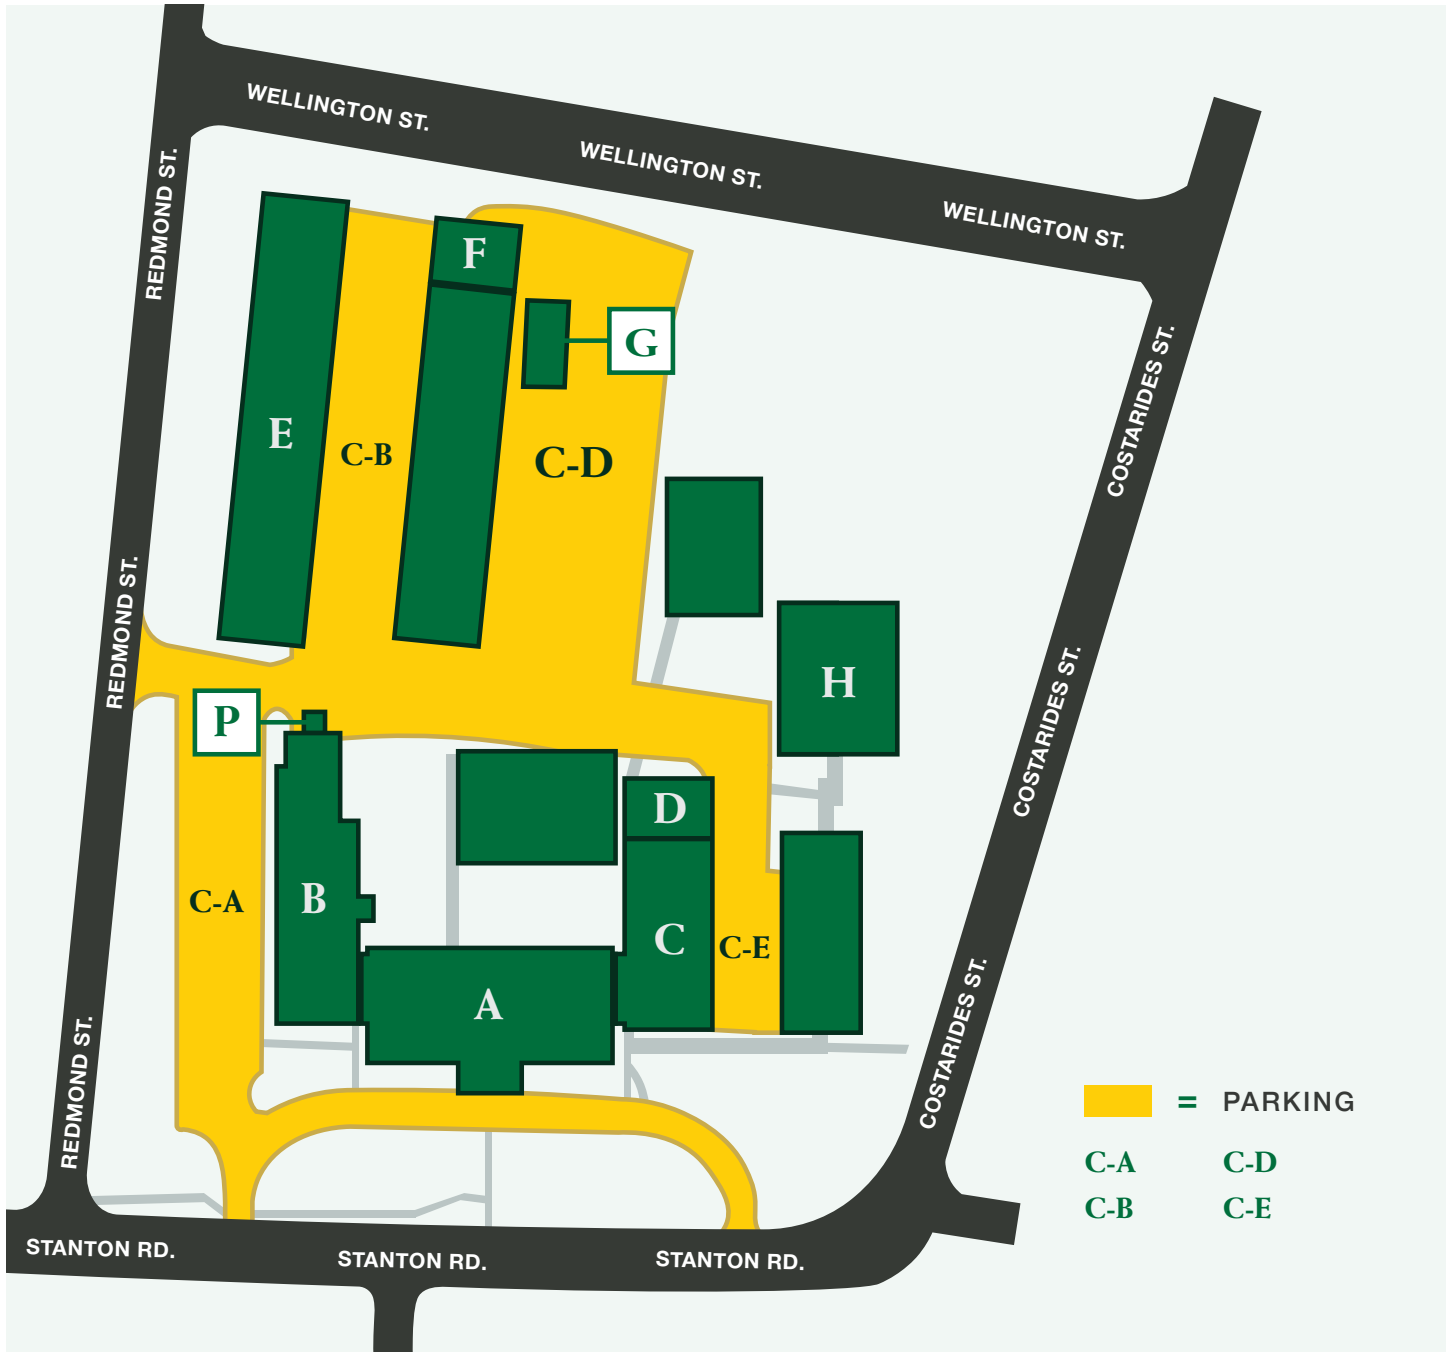 WELLINGTON ST.
WELLINGTON ST.
WELLINGTON ST.
REDMOND ST.
F
G
COSTARIDES ST.
E
C-B
C-D
REDMOND ST.
H
P
COSTARIDES ST.
D
C-A
B
C
C-E
A
COSTARIDES ST.
REDMOND ST.
= PARKING
C-A C-D
C-B C-E
STANTON RD.
STANTON RD.
STANTON RD.